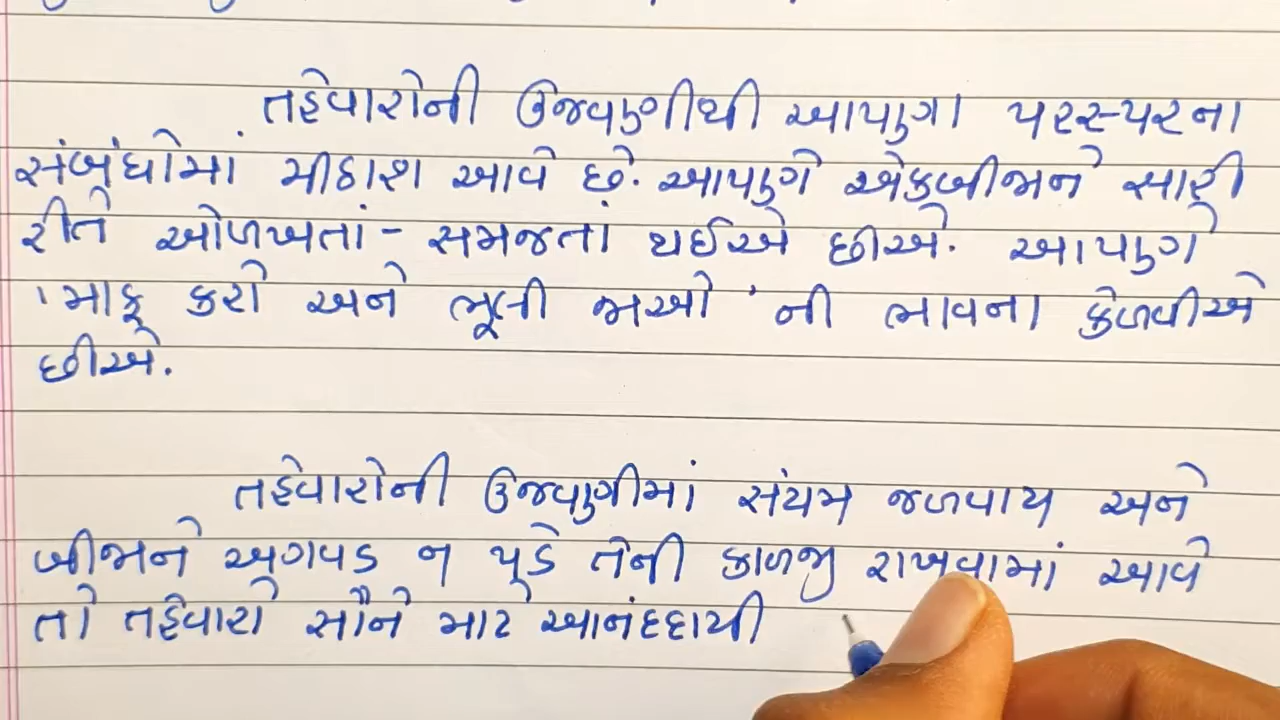 તહેવારોની ઉજવણીથી આપણા પરસ્પરના
સંબંધોમાં મીઠાશ આવે છે. આપણે એકબીજાને સારી
રીતે ઓળખતાં - સમજતાં થઈએ છીએ. આપણે
'માફ કરો અને ભૂલી જાઓ 'ની ભાવના કેળવીએ
છીએ.
તહેવારોની ઉજવણીમાં સંયમ જળવાય અને
બીજાને અગવડ ન પડે તેની કાળજી રાખવામાં આવે
તો તહેવારો સૌને માટે આનંદદાયી